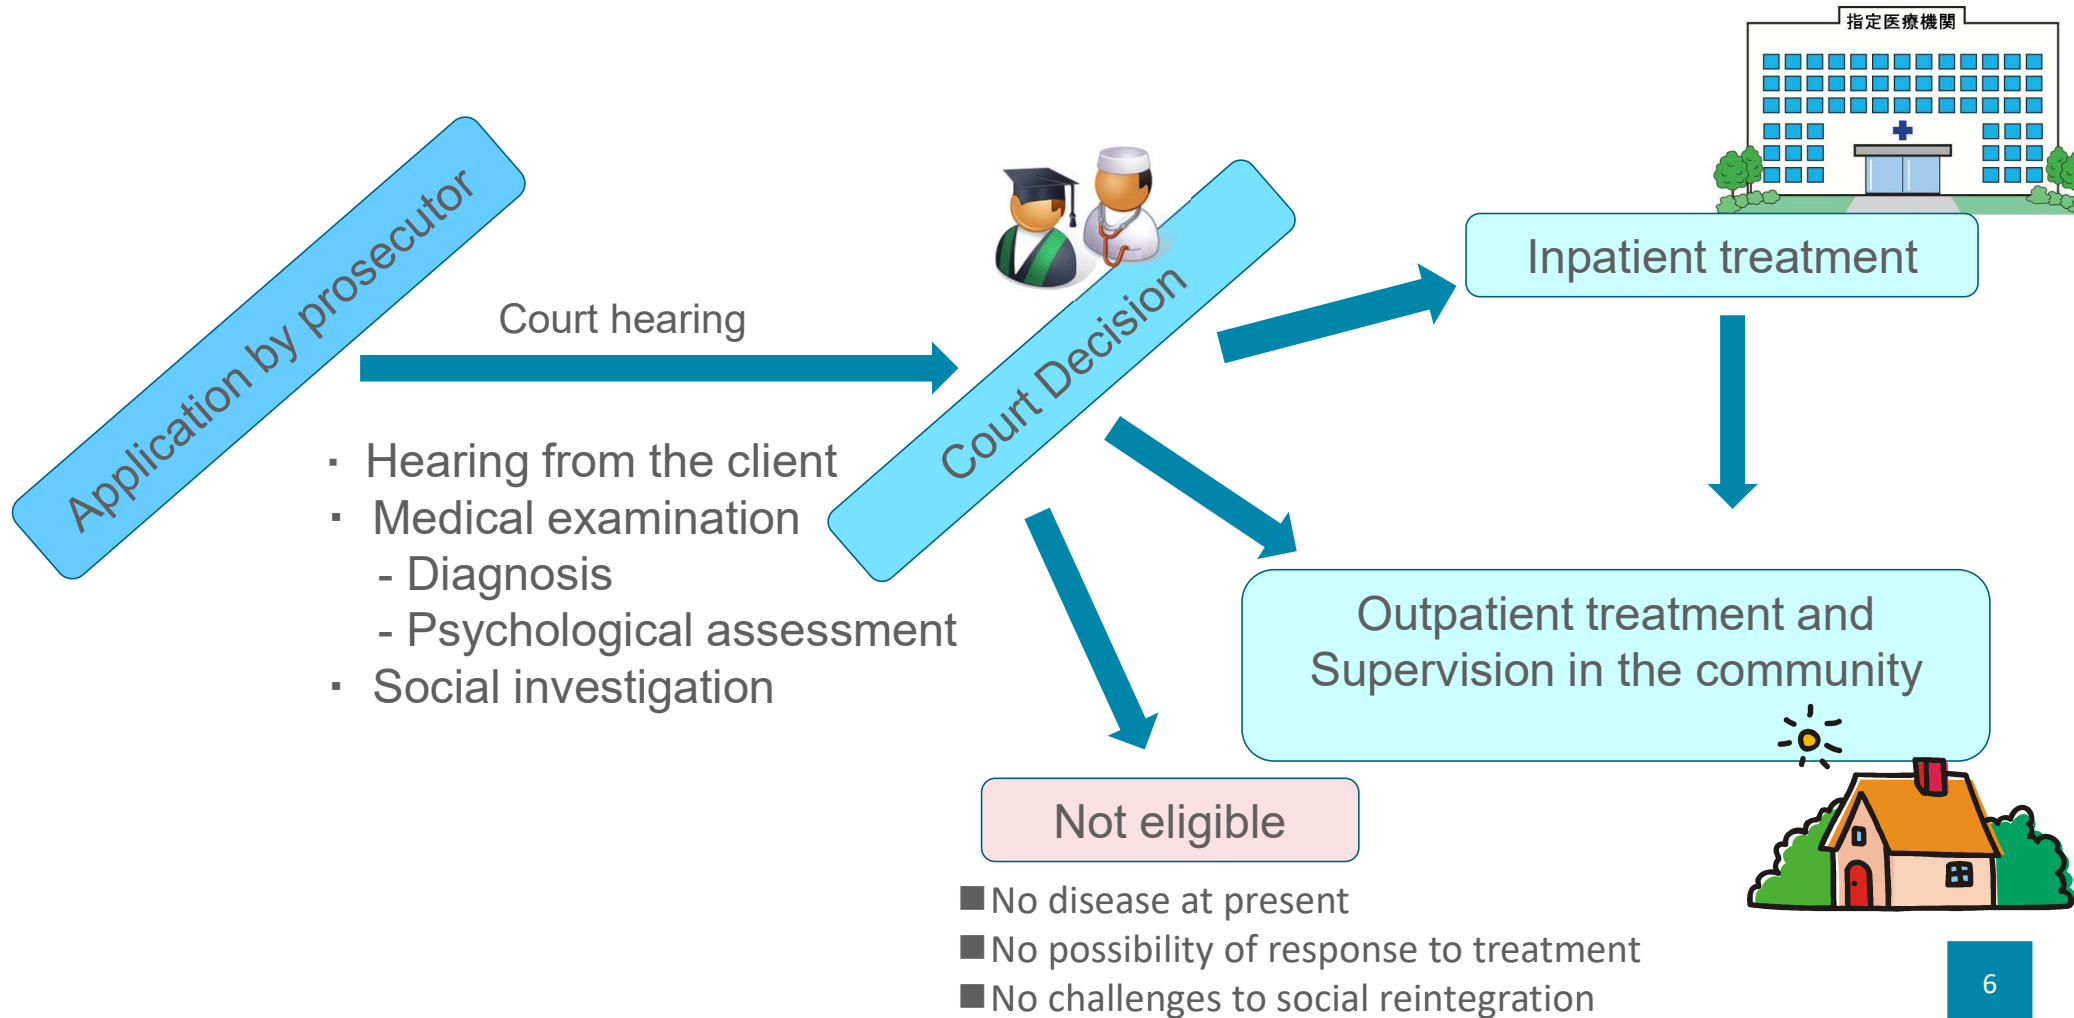 指定医療機関
Application by prosecutor
Court hearing
Court Decision
Inpatient treatment
· Hearing from the client
· Medical examination
- Diagnosis
- Psychological assessment
· Social investigation
Outpatient treatment and
Supervision in the community
Not eligible
■No disease at present
■No possibility of response to treatment
■No challenges to social reintegration
6